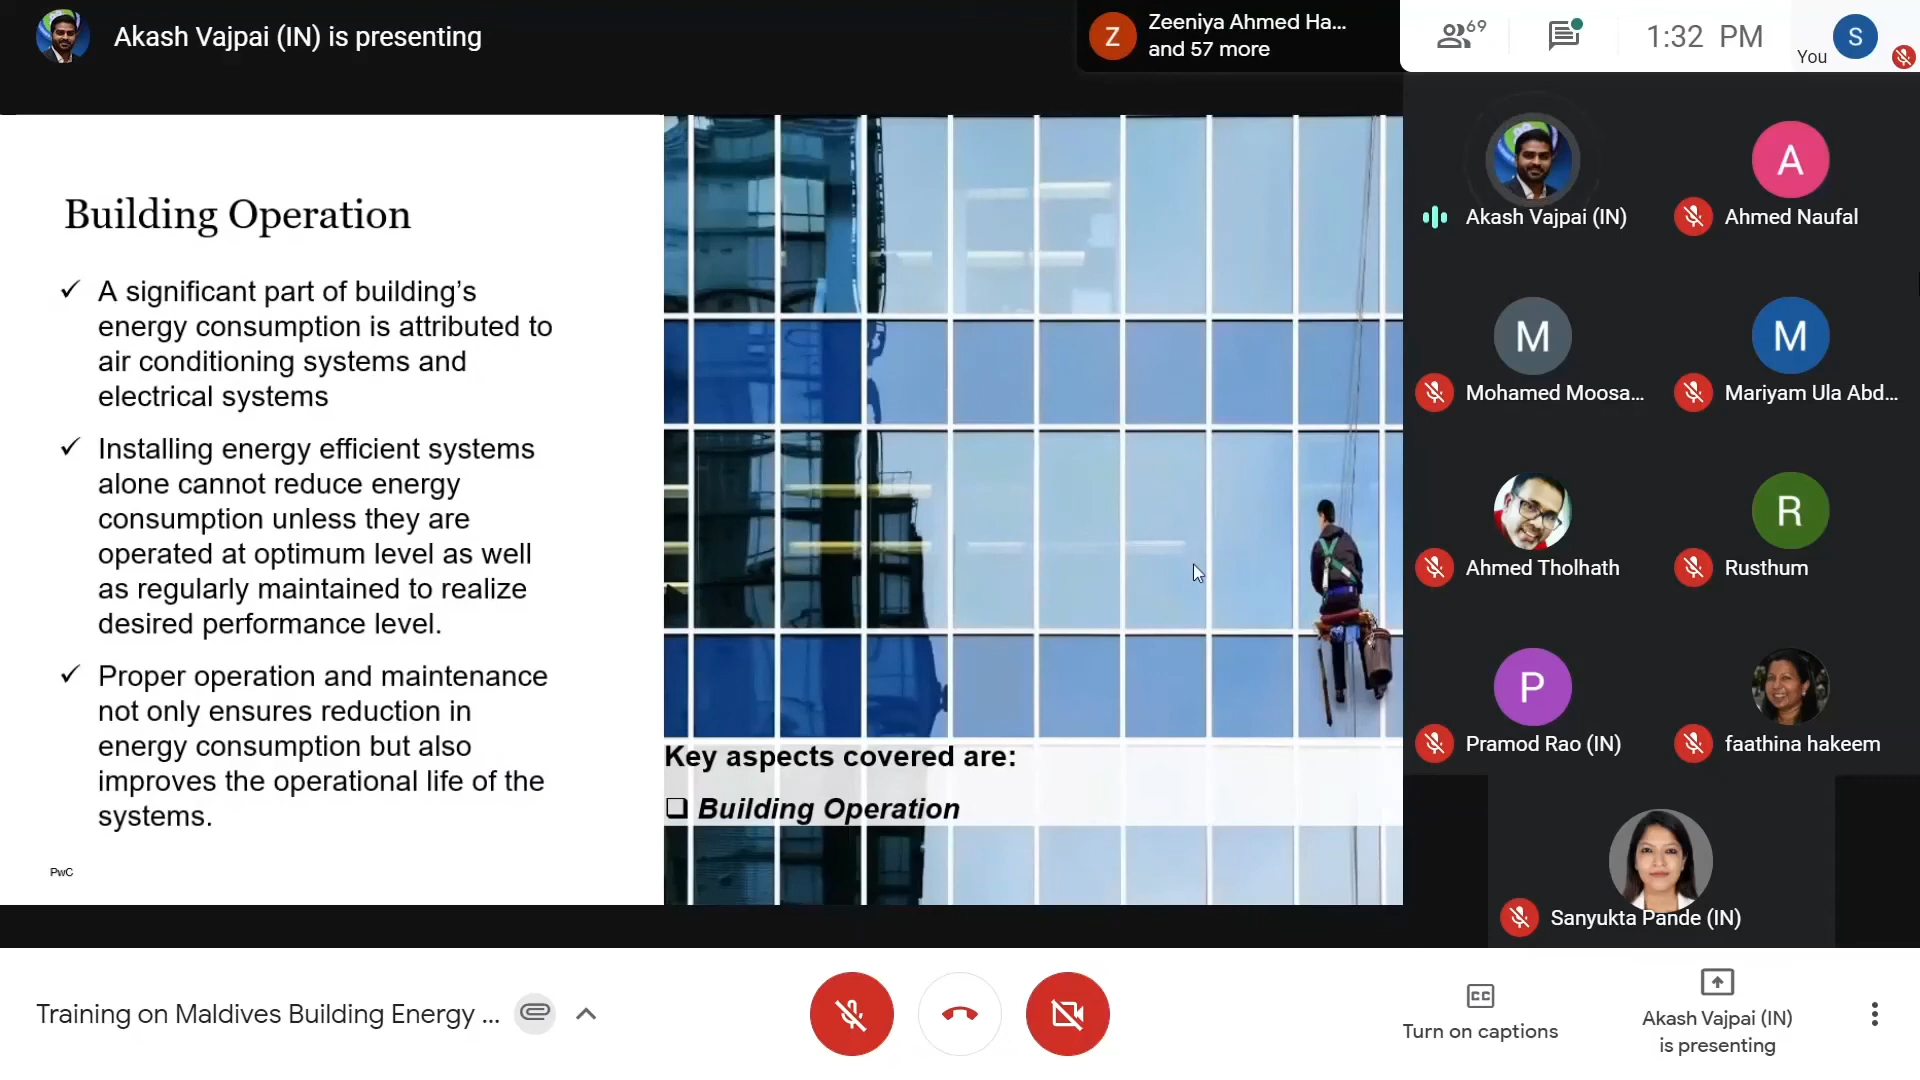 Akash Vajpai (IN) is presenting
Z
Zeeniya Ahmed Ha...
and 57 more
69
1:32 PM
You
S
Building Operation
✓ A significant part of building’s
energy consumption is attributed to
air conditioning systems and
electrical systems
✓ Installing energy efficient systems
alone cannot reduce energy
consumption unless they are
operated at optimum level as well
as regularly maintained to realize
desired performance level.
✓ Proper operation and maintenance
not only ensures reduction in
energy consumption but also
improves the operational life of the
systems.
PwC
Key aspects covered are:
❑ Building Operation
Akash Vajpai (IN)
A
Ahmed Naufal
M
Mohamed Moosa...
M
Mariyam Ula Abd...
Ahmed Tholhath
R
Rusthum
P
Pramod Rao (IN)
faathina hakeem
Sanyukta Pande (IN)
Training on Maldives Building Energy ...
CC
Turn on captions
Akash Vajpai (IN)
is presenting